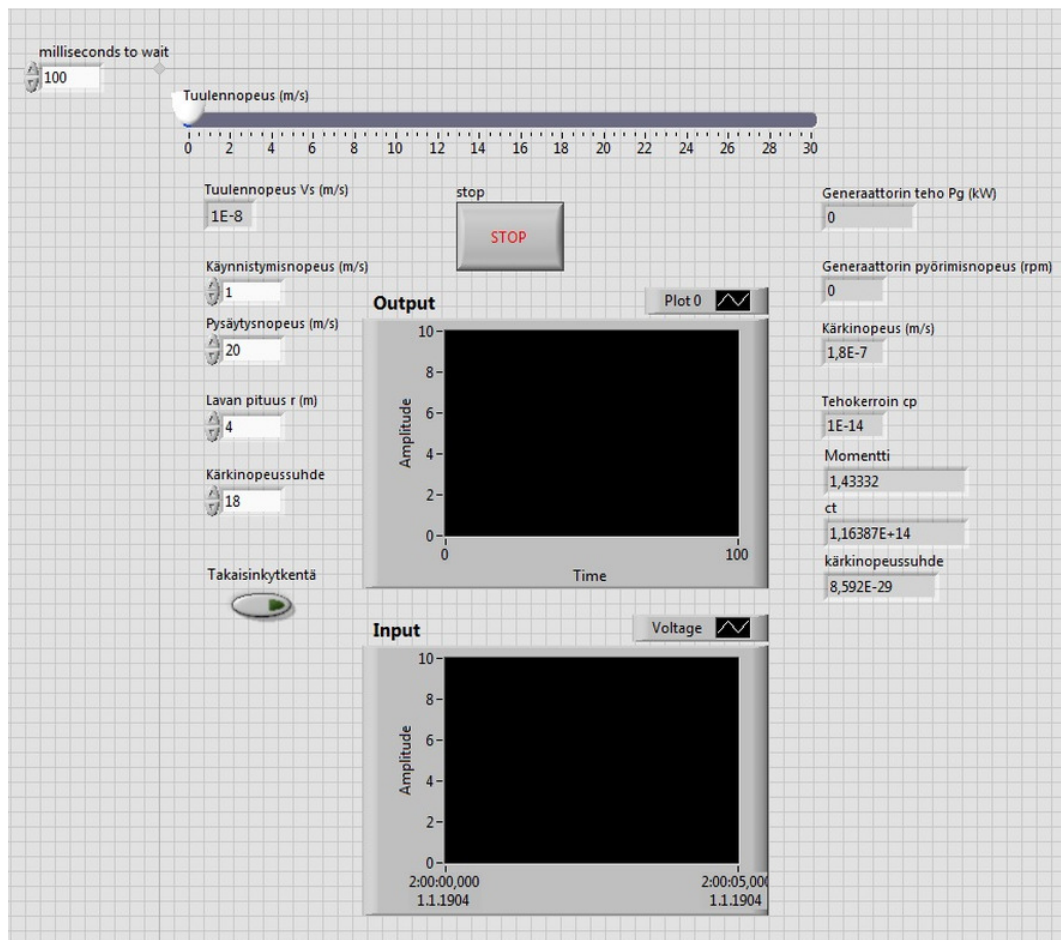 milliseconds to wait
100
Tuulennopeus (m/s)
0 2 4 6 8 10 12 14 16 18 20 22 24 26 28 30
Tuulennopeus Vs (m/s)
1E-8
Käynnistymisnopeus (m/s)
1
Pysäytysnopeus (m/s)
20
Lavan pituus r (m)
4
Kärkinopeussuhde
18
Takaisinkytkentä
stop
STOP
Output
Plot 0
10
8
6
4
2
0
Amplitude
0 100
Time
Input
Voltage
10
8
6
4
2
0
Amplitude
2:00:00,000 2:00:05,000
1.1.1904 1.1.1904
Generaattorin teho Pg (kW)
0
Generaattorin pyörimisnopeus (rpm)
0
Kärkinopeus (m/s)
1,8E-7
Tehokerroin cp
1E-14
Momentti
1,43332
ct
1,16387E+14
kärkinopeussuhde
8,592E-29